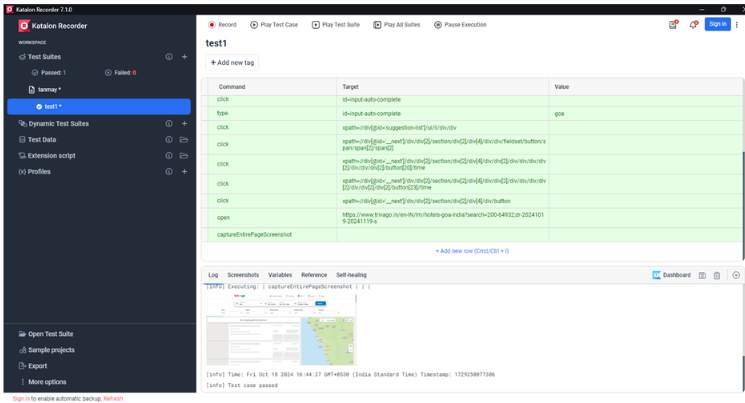 Katalon Recorder 7.1.0
Katalon Recorder
Record
Play Test Case
Play Test Suite
Play All Suites
Pause Execution
Sign in
WORKSPACE
Test Suites
Passed: 1
Failed: 0
tanmay *
test1 *
Dynamic Test Suites
Test Data
Extension script
{x} Profiles
Open Test Suite
Sample projects
Export
More options
Sign in to enable automatic backup. Refresh
test1
+ Add new tag
Command Target Value
click id=input-auto-complete
type id=input-auto-complete goa
click xpath=//div[@id='suggestion-list']/ul/li/div/div
click xpath=//div[@id='__next']/div/div[2]/section/div[2]/div[4]/div/div/fieldset/button/s
pan/span[2]/span[2]
click xpath=//div[@id='__next']/div/div[2]/section/div[2]/div[4]/div/div[2]/div/div/div/div
[2]/div/div/div[2]/button[20]/time
click xpath=//div[@id='__next']/div/div[2]/section/div[2]/div[4]/div/div[2]/div/div/div/div
[2]/div/div[2]/div[2]/button[23]/time
click xpath=//div[@id='__next']/div/div[2]/section/div[2]/div[4]/div/button
open https://www.trivago.in/en-IN/lm/hotels-goa-india?search=200-64932;dr-2024101
9-20241119-s
captureEntirePageScreenshot
+ Add new row (Cmd/Ctrl + I)
Log Screenshots Variables Reference Self-healing
Dashboard
[info] Executing: | captureEntirePageScreenshot | | |
[info] Time: Fri Oct 18 2024 16:44:37 GMT+0530 (India Standard Time) Timestamp: 1729250077306
[info] Test case passed